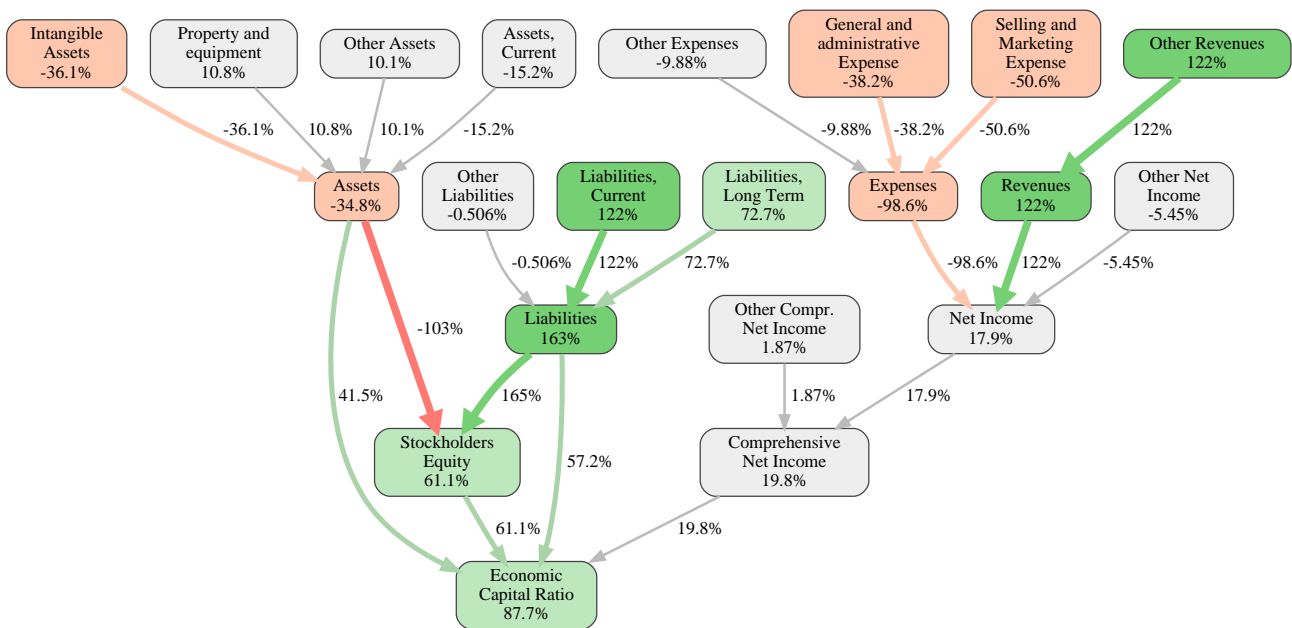 Intangible
Assets
-36.1%
Property and
equipment
10.8%
Other Assets
10.1%
Assets,
Current
-15.2%
Other Expenses
-9.88%
General and
administrative
Expense
-38.2%
Selling and
Marketing
Expense
-50.6%
Other Revenues
122%
-36.1%
10.8%
10.1%
-15.2%
-9.88%
-38.2%
-50.6%
122%
Assets
-34.8%
Other
Liabilities
-0.506%
Liabilities,
Current
122%
Liabilities,
Long Term
72.7%
Expenses
-98.6%
Revenues
122%
Other Net
Income
-5.45%
-0.506%
122%
72.7%
-98.6%
122%
-5.45%
-103%
Liabilities
163%
Other Compr.
Net Income
1.87%
Net Income
17.9%
41.5%
165%
1.87%
17.9%
Stockholders
Equity
61.1%
57.2%
Comprehensive
Net Income
19.8%
61.1%
19.8%
Economic
Capital Ratio
87.7%